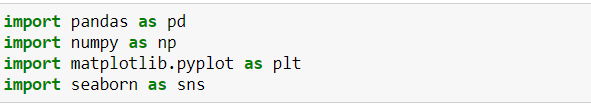 import pandas as pd
import numpy as np
import matplotlib.pyplot as plt
import seaborn as sns